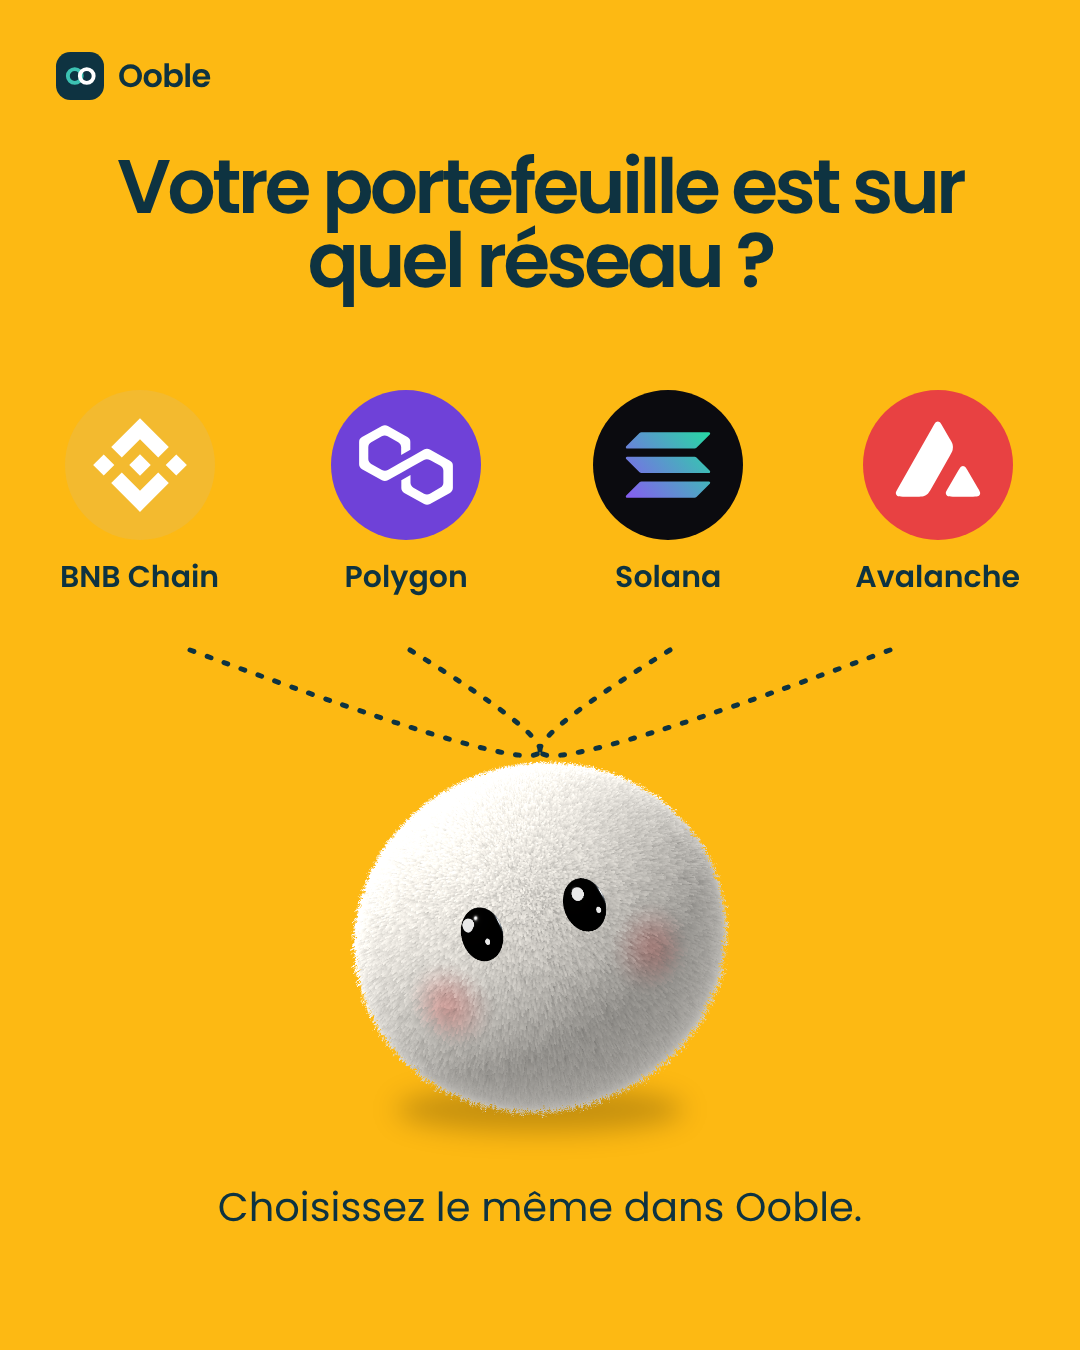 Ooble
Votre portefeuille est sur
quel réseau ?
BNB Chain
Polygon
Solana
Avalanche
Choisissez le même dans Ooble.